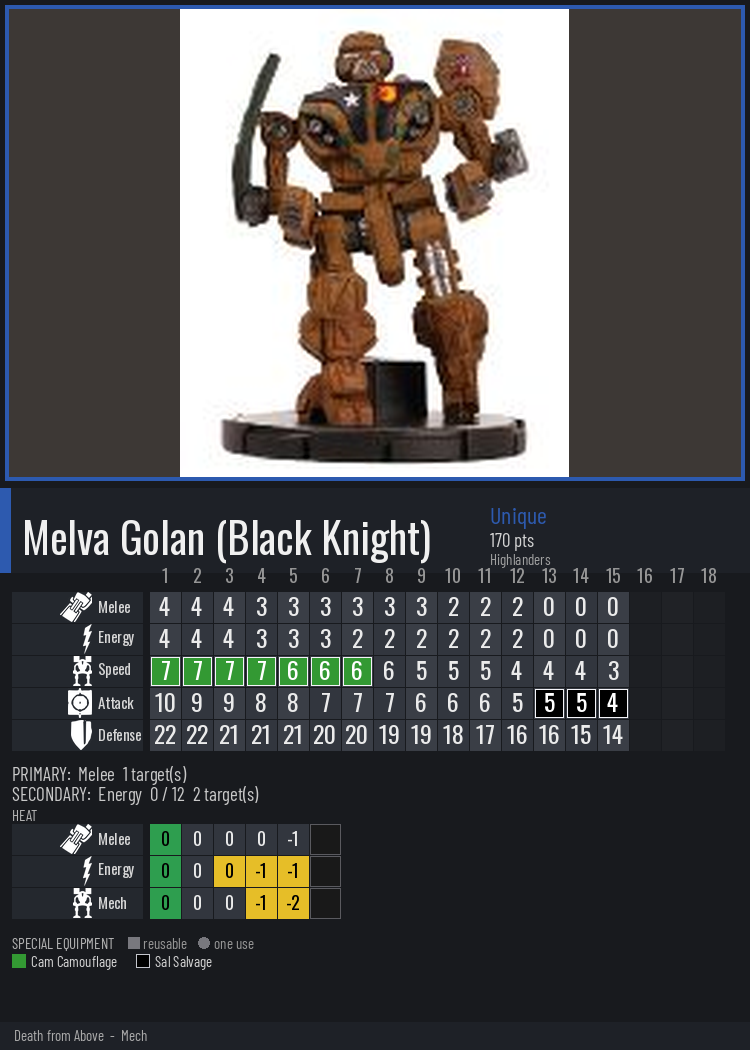 Melva Golan (Black Knight)
Unique
170 pts
Highlanders
1 2 3 4 5 6 7 8 9 10 11 12 13 14 15 16 17 18
Melee 4 4 4 3 3 3 3 3 3 2 2 2 0 0 0
Energy 4 4 4 3 3 3 2 2 2 2 2 2 0 0 0
Speed 7 7 7 7 6 6 6 6 5 5 5 4 4 4 3
Attack 10 9 9 8 8 7 7 7 6 6 6 5 5 5 4
Defense 22 22 21 21 21 20 20 19 19 18 17 16 16 15 14
PRIMARY: Melee 1 target(s)
SECONDARY: Energy 0 / 12 2 target(s)
HEAT
Melee 0 0 0 0 -1
Energy 0 0 0 -1 -1
Mech 0 0 0 -1 -2
SPECIAL EQUIPMENT reusable one use
Cam Camouflage Sal Salvage
Death from Above - Mech